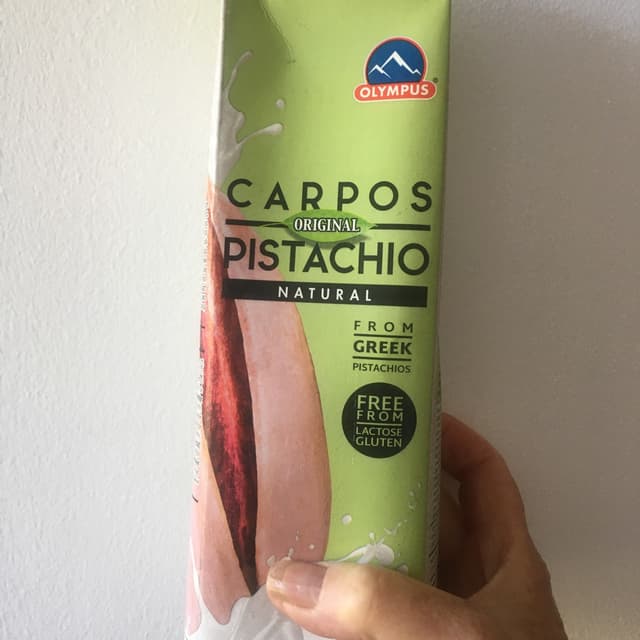 OLYMPUS
CARPOS
ORIGINAL
PISTACHIO
NATURAL
FROM
GREEK
PISTACHIOS
FREE
FROM
LACTOSE
GLUTEN